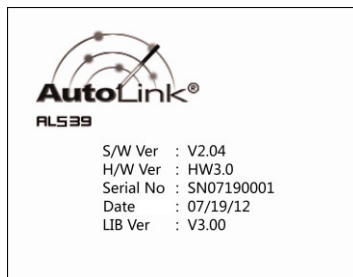 AutoLink®
AL539
S/W Ver : V2.04
H/W Ver : HW3.0
Serial No : SN07190001
Date : 07/19/12
LIB Ver : V3.00